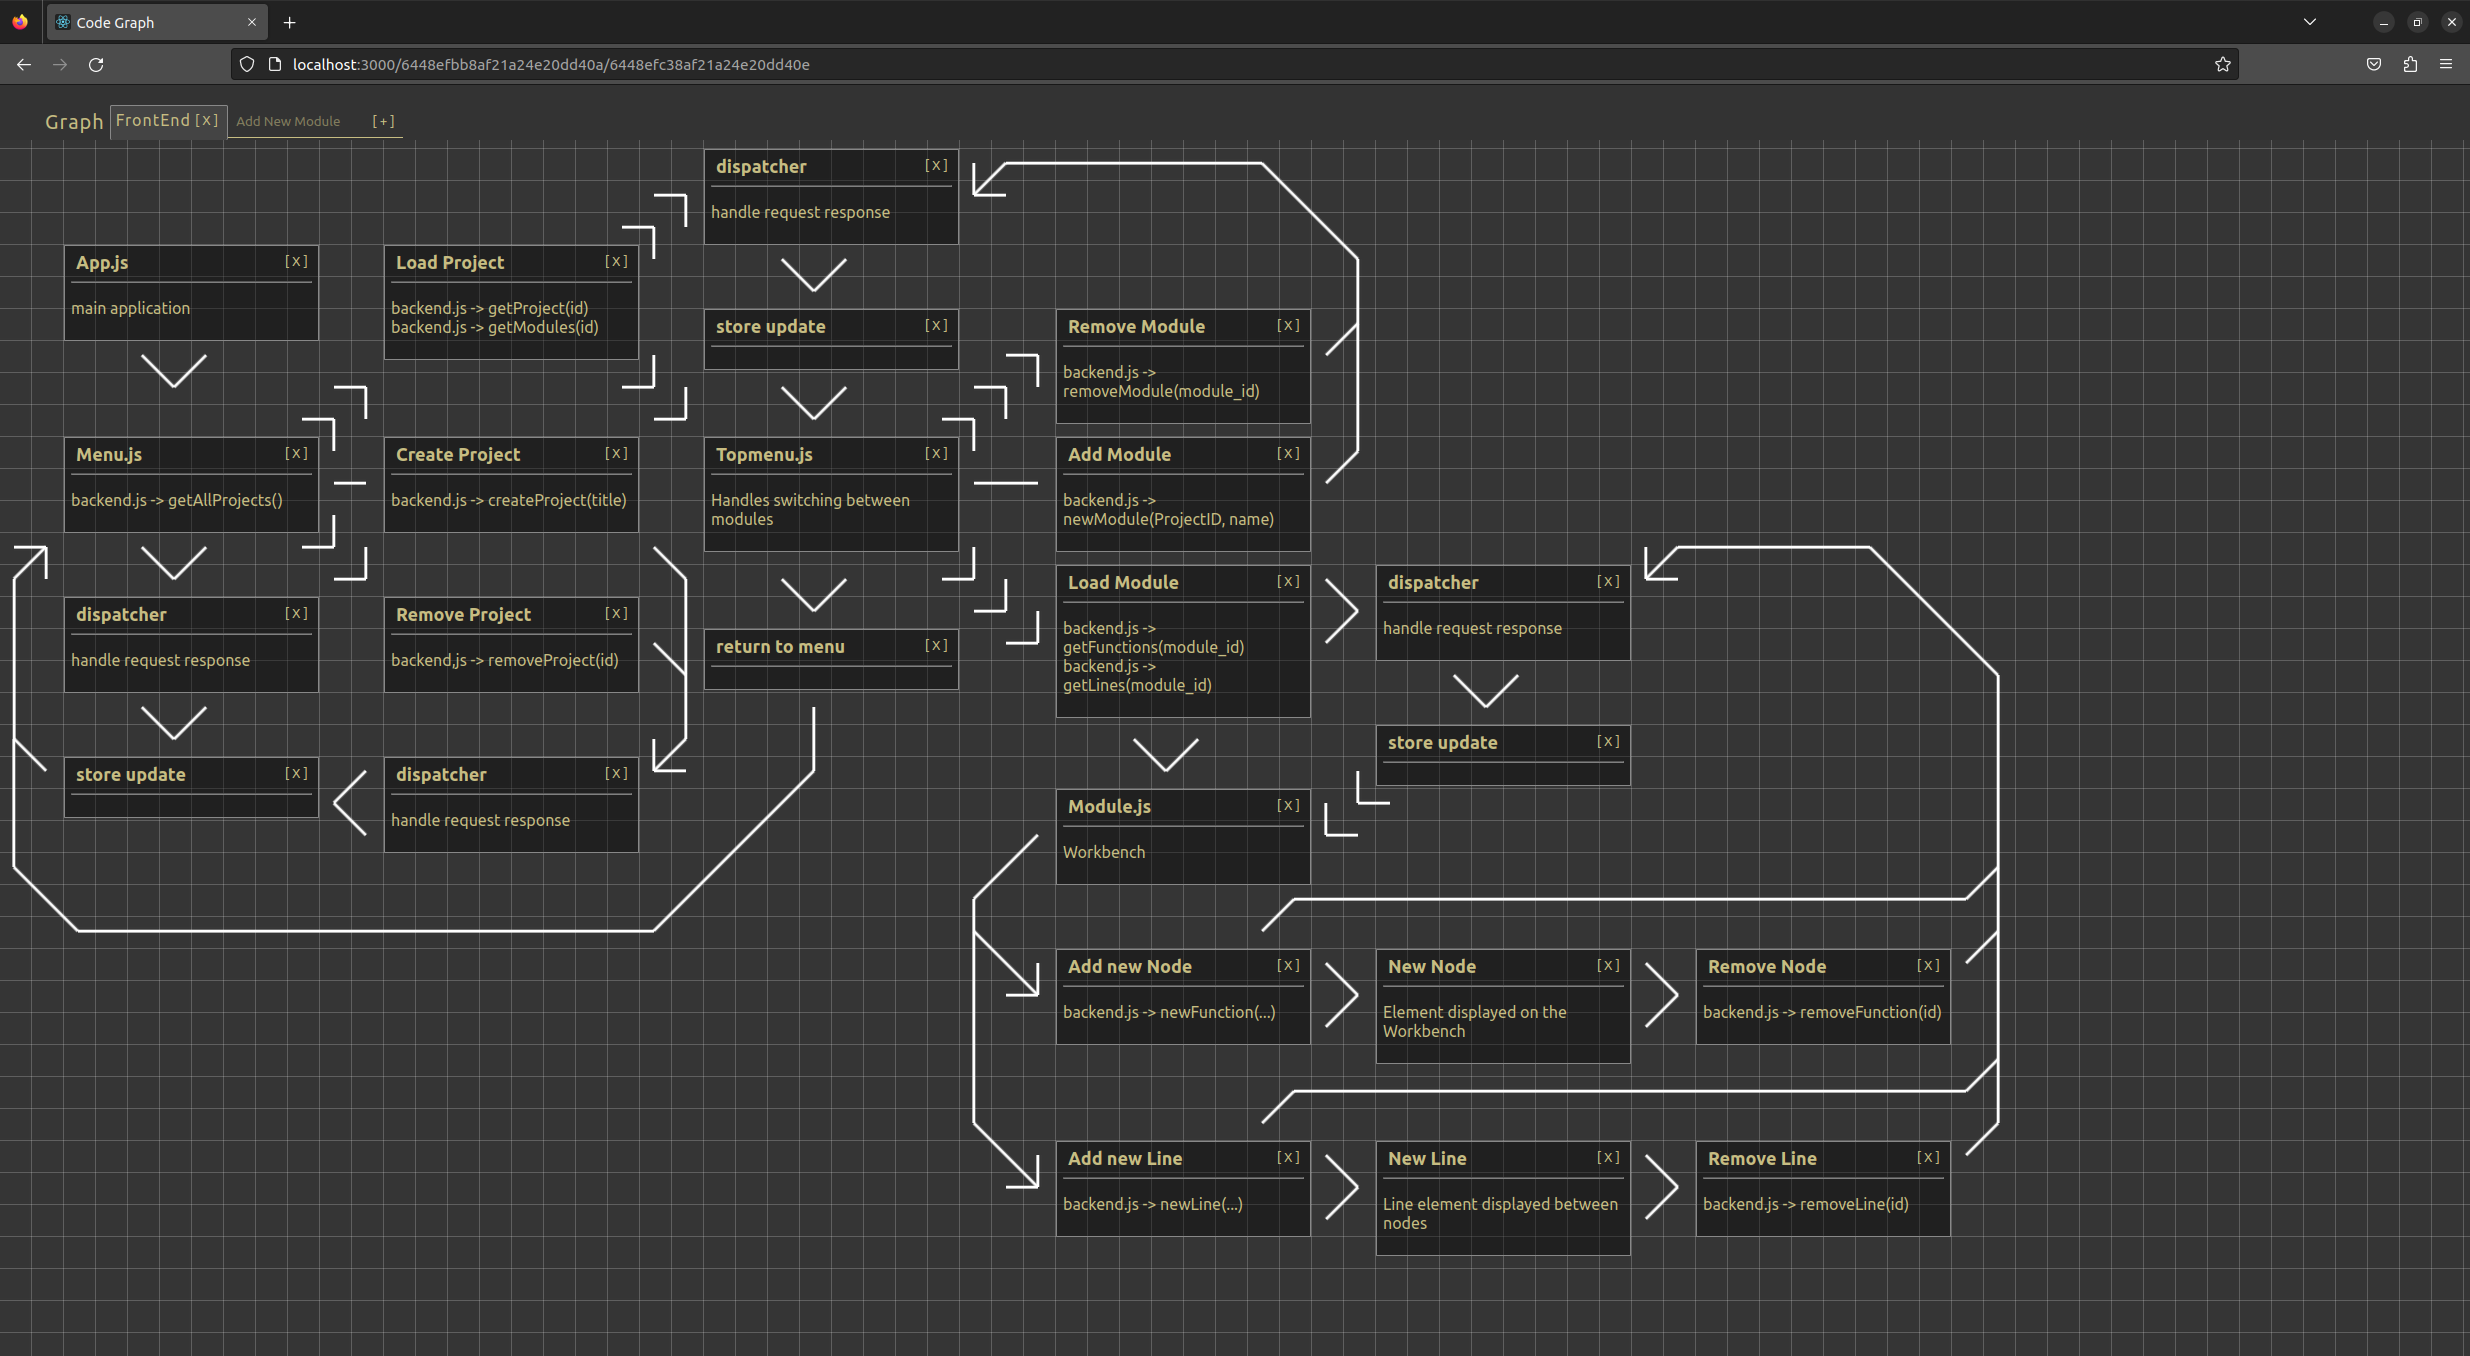 Code Graph
localhost:3000/6448efbb8af21a24e20dd40a/6448efc38af21a24e20dd40e
Graph
FrontEnd [X]
Add New Module [+]
dispatcher [X]
handle request response
App.js [X]
main application
Load Project [X]
backend.js -> getProject(id)
backend.js -> getModules(id)
store update [X]
Remove Module [X]
backend.js ->
removeModule(module_id)
Menu.js [X]
backend.js -> getAllProjects()
Create Project [X]
backend.js -> createProject(title)
Topmenu.js [X]
Handles switching between
modules
Add Module [X]
backend.js ->
newModule(ProjectID, name)
Load Module [X]
backend.js ->
getFunctions(module_id)
backend.js ->
getLines(module_id)
dispatcher [X]
handle request response
dispatcher [X]
handle request response
Remove Project [X]
backend,js -> removeProject(id)
return to menu [X]
store update [X]
store update [X]
dispatcher [X]
handle request response
Module.js [X]
Workbench
Add new Node [X]
backend.js -> newFunction(...)
New Node [X]
Element displayed on the
Workbench
Remove Node [X]
backend.js -> removeFunction(id)
Add new Line [X]
backend.js -> newLine(...)
New Line [X]
Line element displayed between
nodes
Remove Line [X]
backend.js -> removeLine(id)